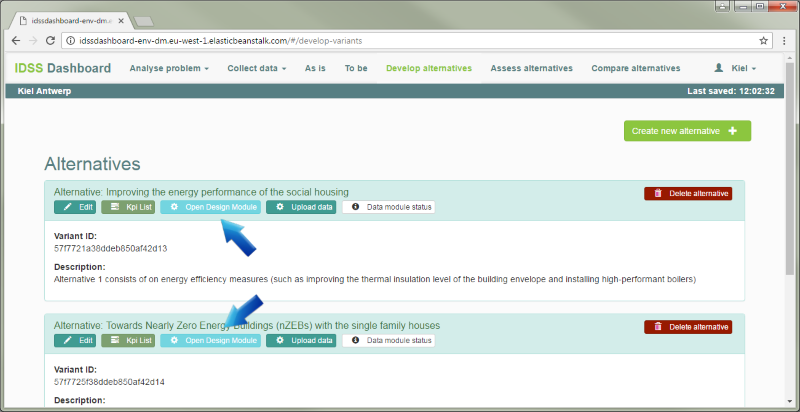 idssdashboard-env-dm.e
idssdashboard-env-dm.eu-west-1.elasticbeanstalk.com/#/develop-variants
IDSS Dashboard Analyse problem Collect data As is To be Develop alternatives Assess alternatives Compare alternatives Kiel
Kiel Antwerp Last saved: 12:02:32
Create new alternative
Alternatives
Alternative: Improving the energy performance of the social housing
Delete alternative
Edit Kpi List Open Design Module Upload data Data module status
Variant ID:
57f7721a38ddeb850af42d13
Description:
Alternative 1 consists of on energy efficiency measures (such as improving the thermal insulation level of the building envelope and installing high-performant boilers)
Alternative: Towards Nearly Zero Energy Buildings (nZEBs) with the single family houses
Delete alternative
Edit Kpi List Open Design Module Upload data Data module status
Variant ID:
57f7725f38ddeb850af42d14
Description: